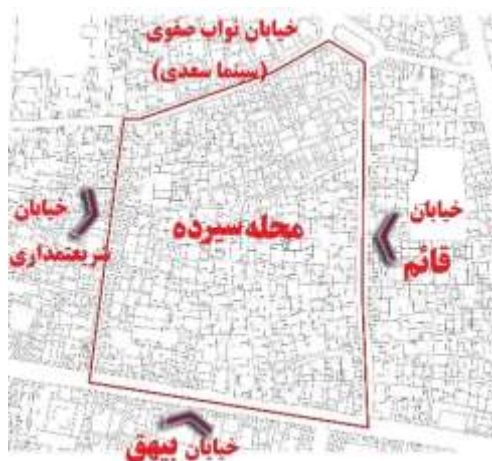 خیابان نواب صفوی
(سینما سعدی)
خیابان
قائم
محله سیرده
خیابان
شریعتمداری
خیابان بیهق